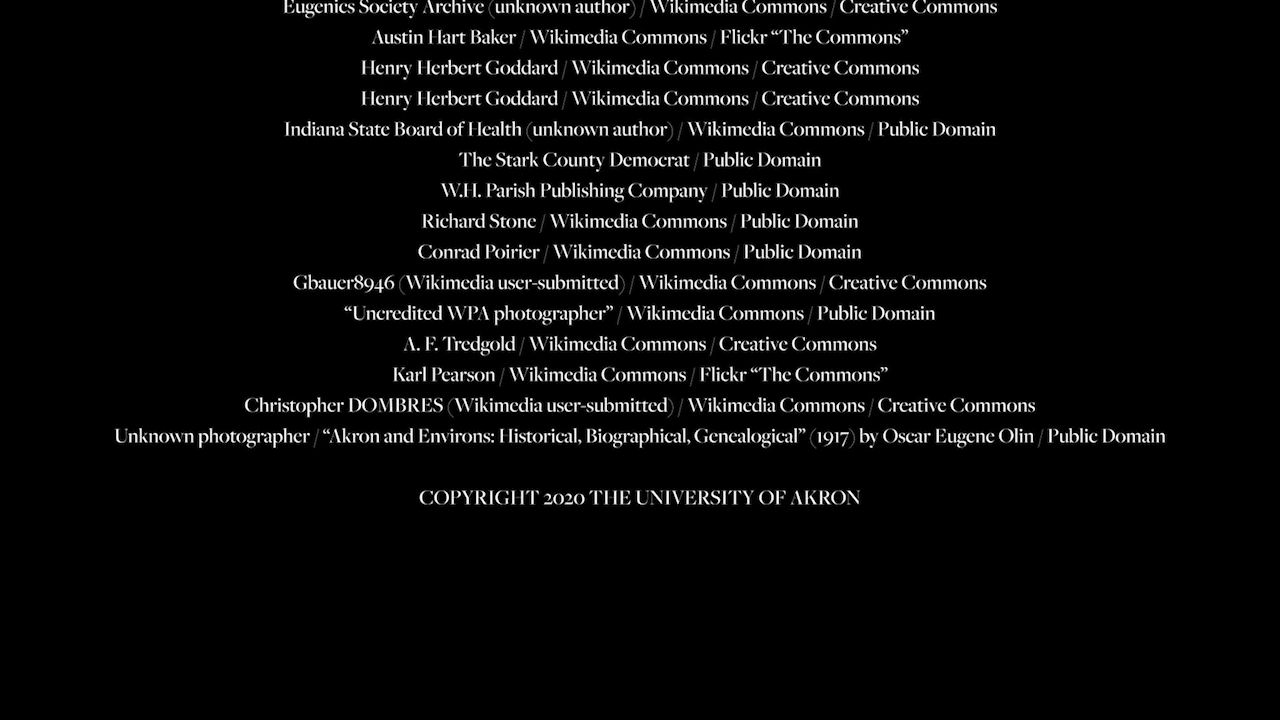 Eugenics Society Archive (unknown author) / Wikimedia Commons / Creative Commons
Austin Hart Baker / Wikimedia Commons / Flickr “The Commons”
Henry Herbert Goddard / Wikimedia Commons / Creative Commons
Henry Herbert Goddard / Wikimedia Commons / Creative Commons
Indiana State Board of Health (unknown author) / Wikimedia Commons / Public Domain
The Stark County Democrat / Public Domain
W.H. Parish Publishing Company / Public Domain
Richard Stone / Wikimedia Commons / Public Domain
Conrad Poirier / Wikimedia Commons / Public Domain
Gbauer8946 (Wikimedia user-submitted) / Wikimedia Commons / Creative Commons
“Uncredited WPA photographer” / Wikimedia Commons / Public Domain
A. F. Tredgold / Wikimedia Commons / Creative Commons
Karl Pearson / Wikimedia Commons / Flickr “The Commons”
Christopher DOMBRES (Wikimedia user-submitted) / Wikimedia Commons / Creative Commons
Unknown photographer / “Akron and Environs: Historical, Biographical, Genealogical” (1917) by Oscar Eugene Olin / Public Domain
COPYRIGHT 2020 THE UNIVERSITY OF AKRON